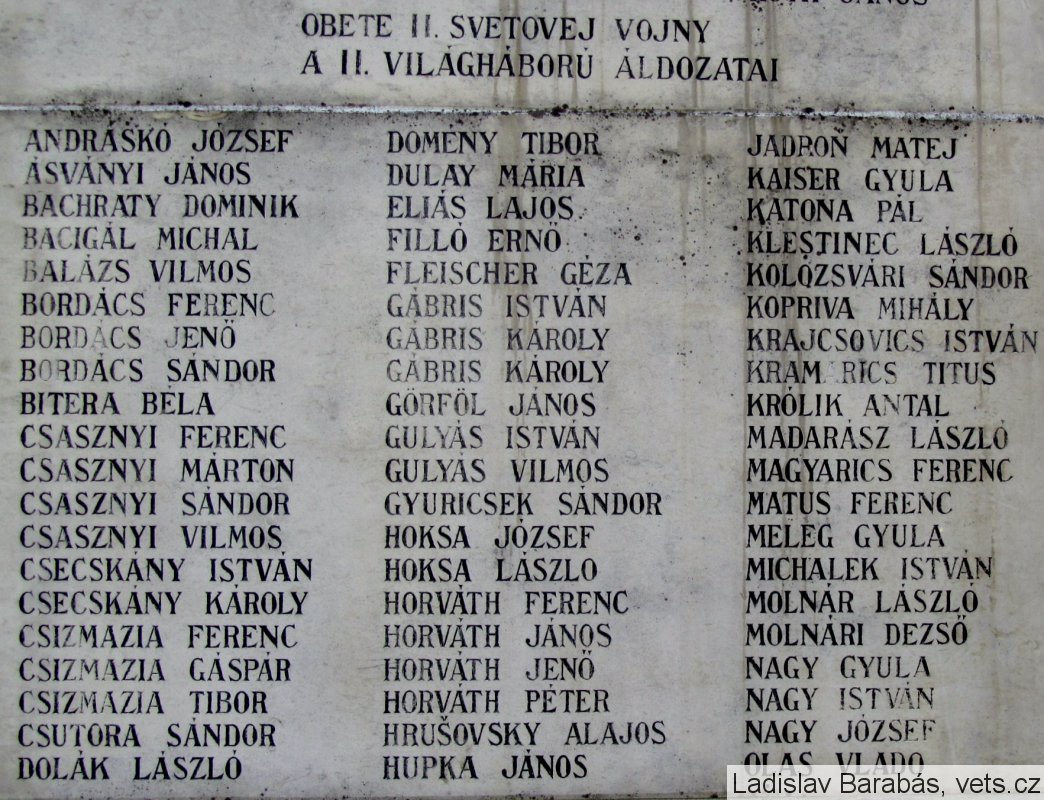 OBETE II. SVETOVEJ VOJNY
A II. VILÁGHÁBORÚ ÁLDOZATAI
ANDRÁSKÓ JÓZSEF
ÁSVÁNYI JÁNOS
BACHRATY DOMINIK
BACIGÁL MICHAL
BALÁZS VILMOS
BORDÁCS FERENC
BORDÁCS JENŐ
BORDÁCS SÁNDOR
BITERA BÉLA
CSASZNYI FERENC
CSASZNYI MÁRTON
CSASZNYI SÁNDOR
CSASZNYI VILMOS
CSECSKÁNY ISTVÁN
CSECSKÁNY KÁROLY
CSIZMAZIA FERENC
CSIZMAZIA GÁSPÁR
CSIZMAZIA TIBOR
CSUTORA SÁNDOR
DOLÁK LÁSZLÓ
DOMÉNY TIBOR
DULAY MÁRIA
ELIÁS LAJOS
FILLÓ ERNŐ
FLEISCHER GÉZA
GÁBRIS ISTVÁN
GÁBRIS KÁROLY
GÁBRIS KÁROLY
GÖRFÖL JÁNOS
GULYÁS ISTVÁN
GULYÁS VILMOS
GYURICSEK SÁNDOR
HOKSA JÓZSEF
HOKSA LÁSZLO
HORVÁTH FERENC
HORVÁTH JÁNOS
HORVÁTH JENŐ
HORVÁTH PÉTER
HRUŠOVSKY ALAJOS
HUPKA JÁNOS
JADROŇ MATEJ
KAISER GYULA
KATONA PÁL
KLESTINEC LÁSZLÓ
KOLOZSVÁRI SÁNDOR
KOPRIVA MIHÁLY
KRAJCSOVICS ISTVÁN
TITUS
KRÓLIK ANTAL
MADARÁSZ LÁSZLÓ
MAGYARICS FERENC
MATUS FERENC
MELEG GYULA
MICHALEK ISTVÁN
MOLNÁR LÁSZLÓ
MOLNÁRI DEZSŐ
NAGY GYULA
NAGY ISTVÁN
NAGY JÓZSEF
OLAS VLADO
Ladislav Barabás, vets.cz